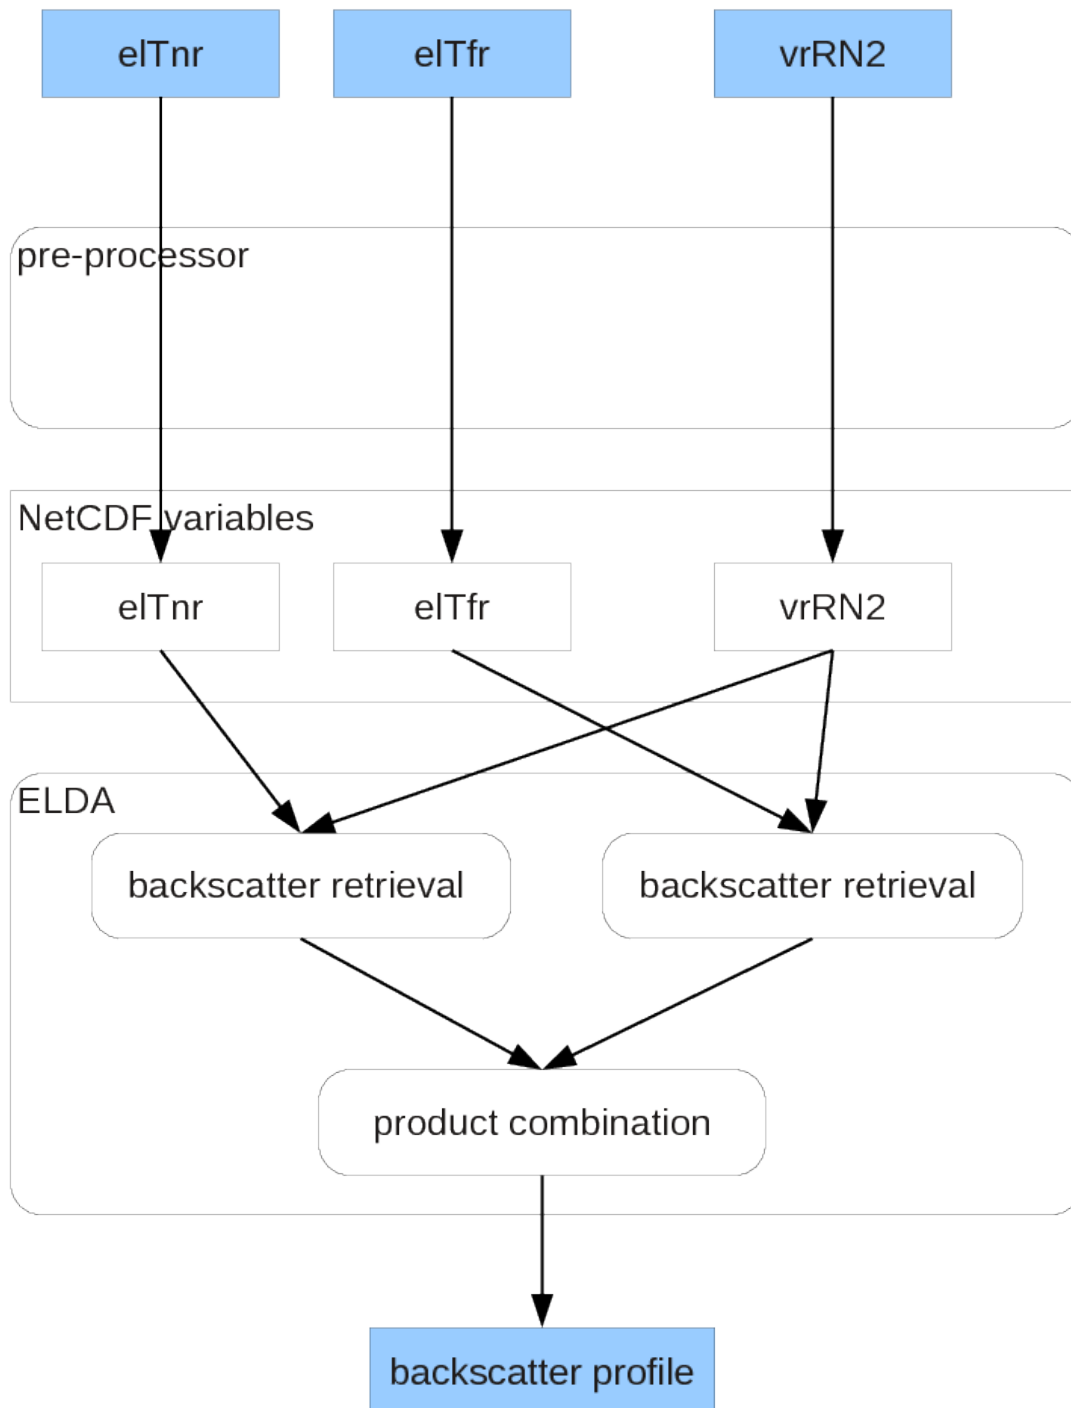 elTnr
elTfr
vrRN2
pre-processor
NetCDF variables
elTnr
elTfr
vrRN2
ELDA
backscatter retrieval
backscatter retrieval
product combination
backscatter profile